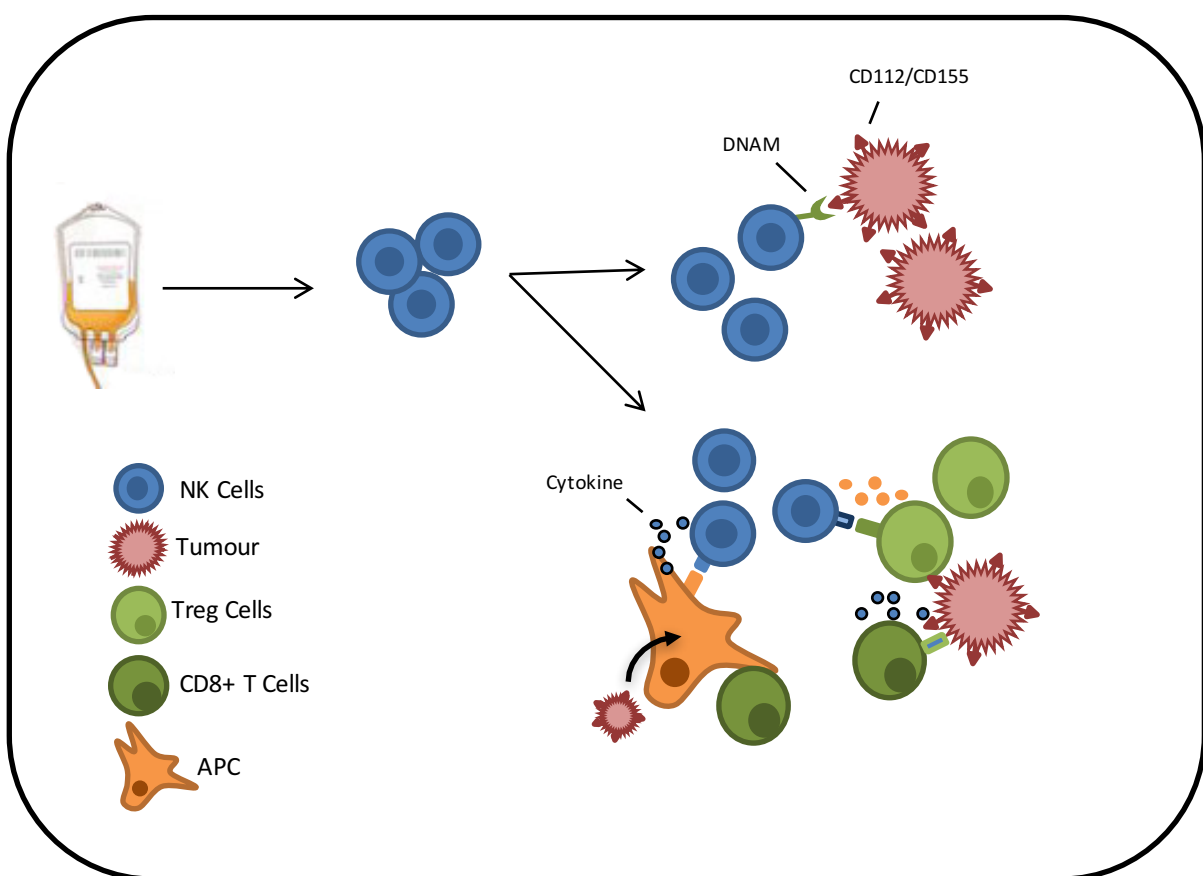 CD112/CD155
DNAM
Cytokine
NK Cells
Tumour
Treg Cells
CD8+ T Cells
APC